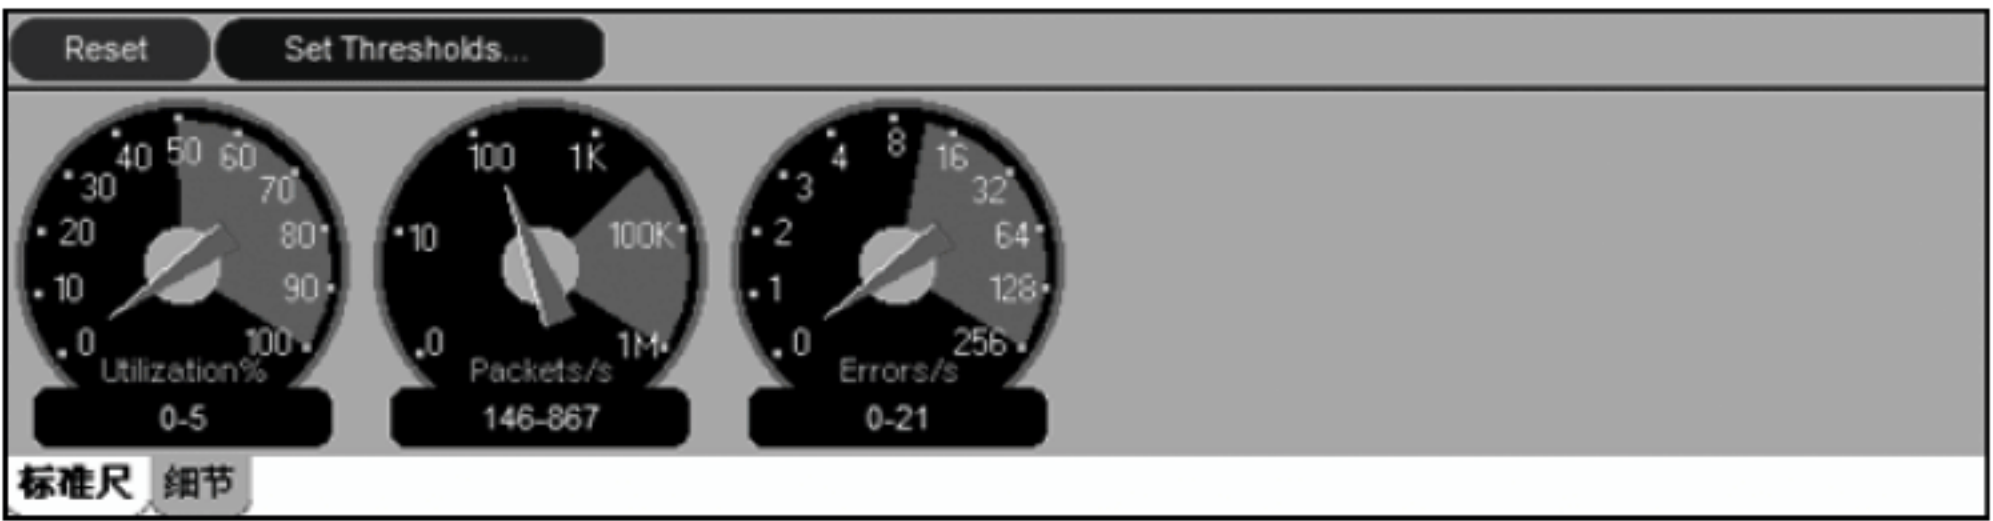 Reset
Set Thresholds...
0
10
20
30
40
50
60
70
80
90
100
Utilization%
0-5
0
10
100
1K
100K
1M
Packets/s
146-867
0
1
2
3
4
8
16
32
64
128
256
Errors/s
0-21
标准尺
细节